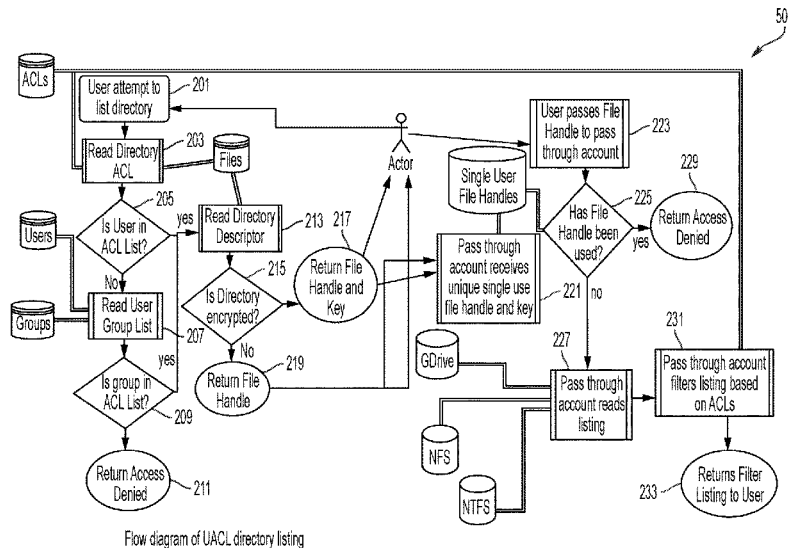 50
ACLs
User attempt to
list directory
201
Read Directory
ACL
203
Files
Actor
User passes File
Handle to pass
through account
223
Single User
File Handles
205
Is User in
ACL List?
yes
No
Users
Groups
Read User
Group List
207
yes
Is group in
ACL List?
209
Return Access
Denied
211
Read Directory
Descriptor
213
215
Is Directory
encrypted?
No
217
Return File
Handle and
Key
Return File
Handle
219
Pass through
account receives
unique single use
file handle and key
221
225
Has File
Handle been
used?
yes
no
229
Return Access
Denied
GDrive
NFS
NTFS
227
Pass through
account reads
listing
231
Pass through account
filters listing based
on ACLs
Returns Filter
Listing to User
233
Flow diagram of UACL directory listing